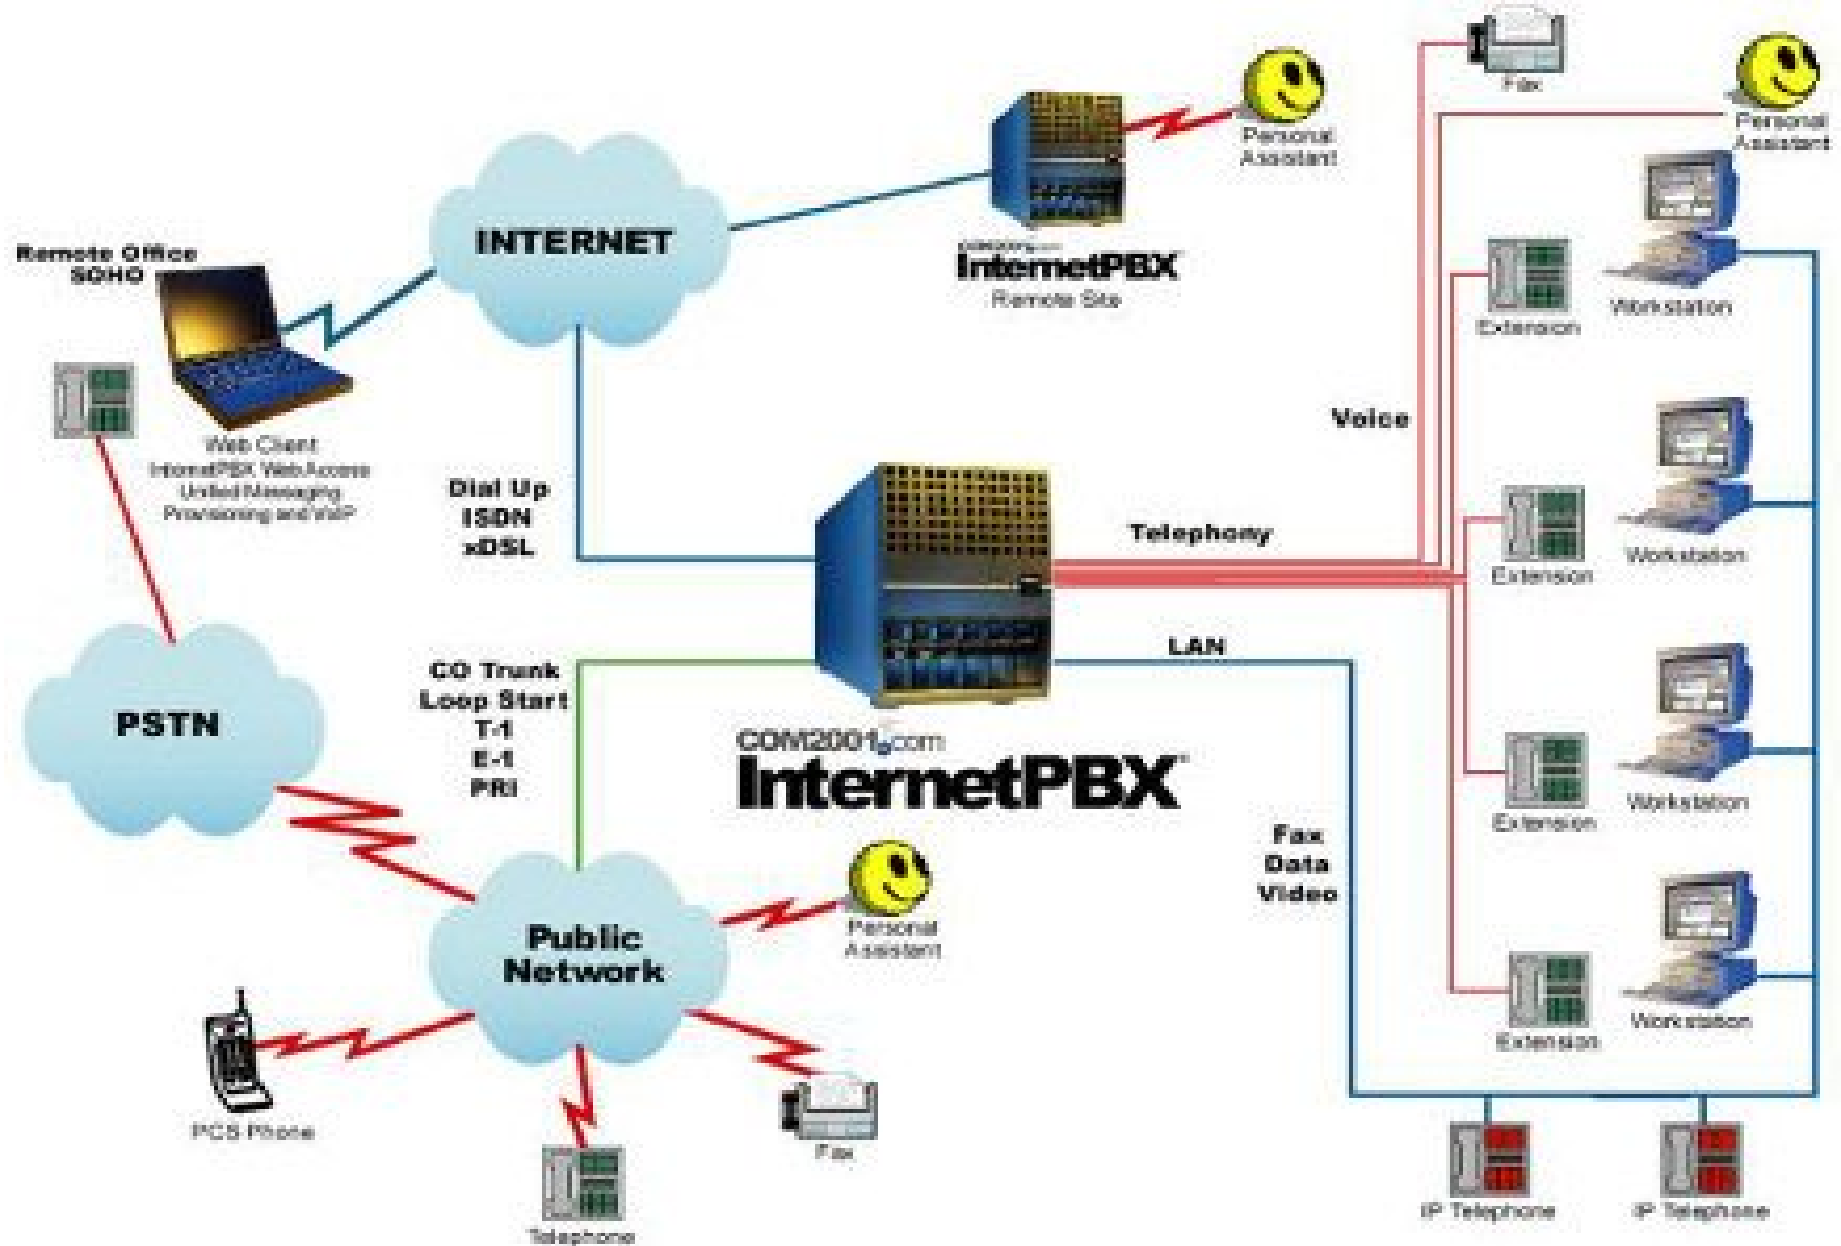 Fax
Personal
Assistant
Personal
Assistant
INTERNET
Remote Office
SOHO
COM2001.com
InternetPBX
Remote Site
Extension
Workstation
Voice
Web Client
InternetPBX Web Access
Unified Messaging
Provisioning and
Dial Up
ISDN
xDSL
Telephony
Extension
Workstation
LAN
CO Trunk
Loop Start
T-1
E-1
PRI
PSTN
COM2001.com
InternetPBX
Extension
Workstation
Fax
Data
Video
Personal
Assistant
Public
Network
Extension
Workstation
PCS Phone
Fax
Telephone
IP Telephone
IP Telephone